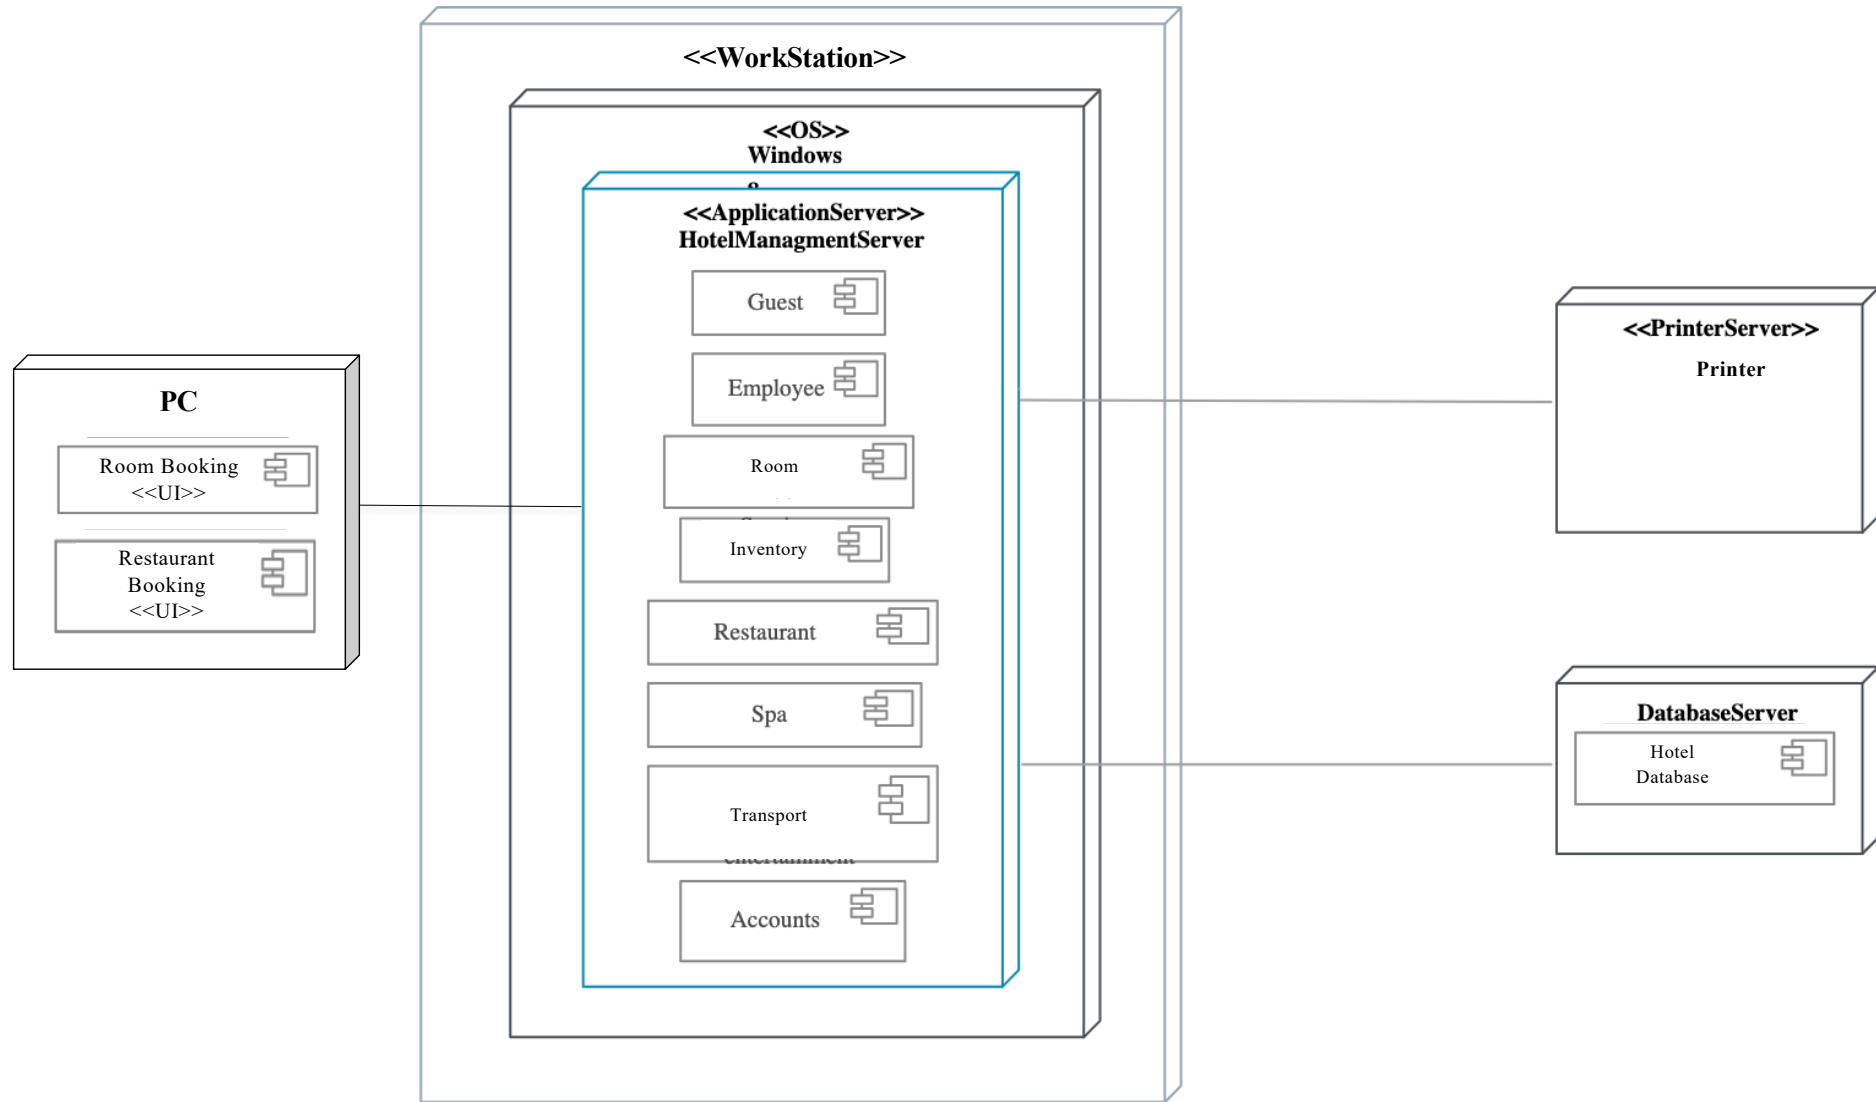 <<WorkStation>>
<<OS>>
Windows
<<ApplicationServer>>
HotelManagmentServer
Guest
Employee
Room
Inventory
Restaurant
Spa
Transport
Accounts
PC
Room Booking
<<UI>>
Restaurant
Booking
<<UI>>
<<PrinterServer>>
Printer
DatabaseServer
Hotel
Database